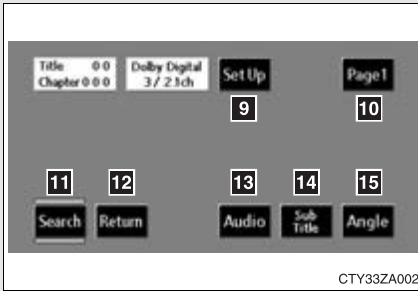 Title 0 0
Chapter 0 0 0
Dolby Digital
3 / 2.1ch
Set Up
Page1
9
10
11
12
13
14
15
Search
Return
Audio
Sub
Title
Angle
CTY33ZA002